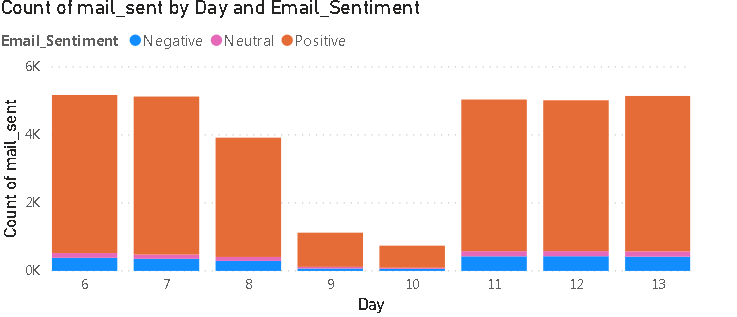 Count of mail_sent by Day and Email_Sentiment
Email_Sentiment Negative Neutral Positive
6K
4K
2K
0K
Count of mail_sent
6 7 8 9 10 11 12 13
Day